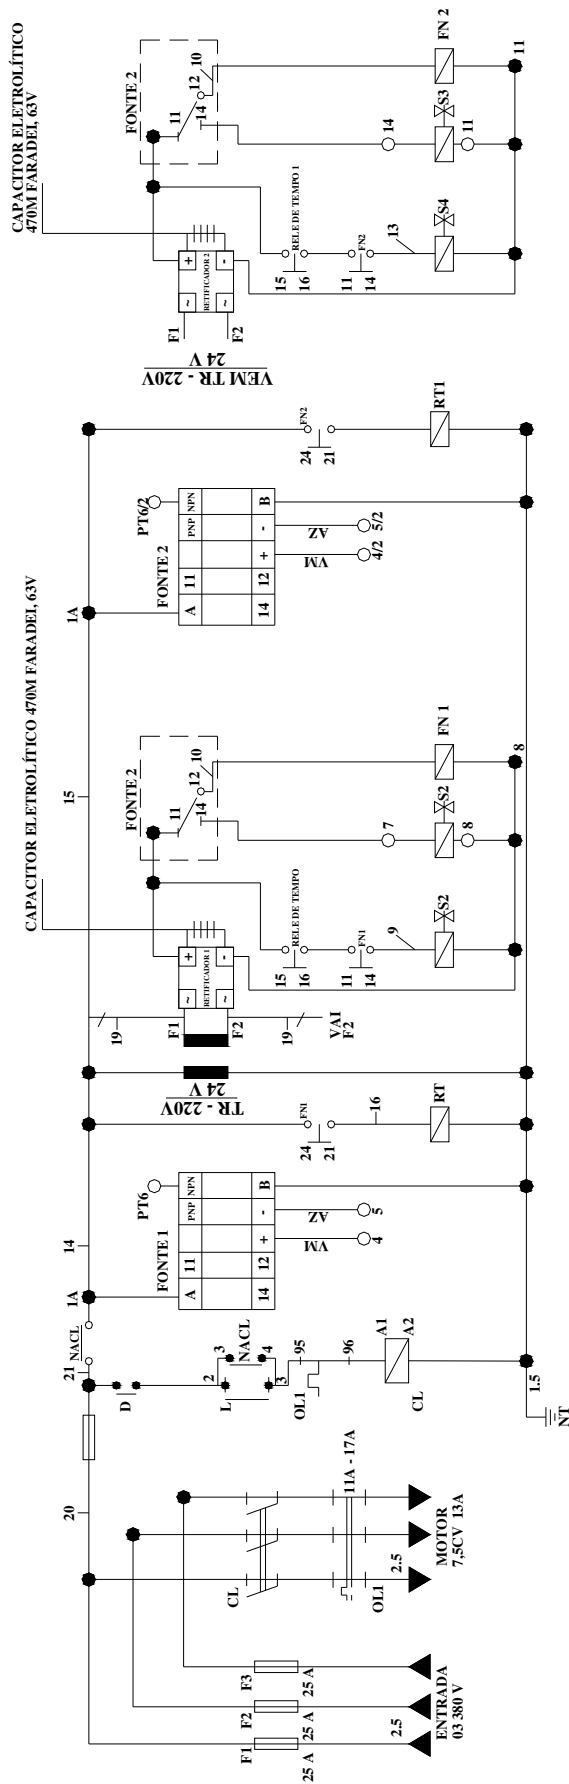 ENTRADA
03 380 V
2.5
F1
25 A
F2
25 A
F3
25 A
20
CL
OL1
11A - 17A
2.5
MOTOR
7,5CV 13A
21
NACL
D
L
2
3
3
4
NACL
OL1
95
96
CL
A1
A2
1.5
NT
1A
14
FONTE 1
A
11
PNP
NPN
14
12
+
-
B
PT6
VM
AZ
4
5
FN1
24
21
16
RT
TR - 220V
24 V
19
19
F1
F2
VAI
F2
15
CAPACITOR ELETROLÍTICO 470M FARADEI, 63V
~
+
~
-
RETIFICADOR 1
FONTE 2
11
12
14
10
RELE DE TEMPO
15
16
FN1
11
14
9
S2
7
S2
8
FN 1
8
1A
FONTE 2
A
11
PNP
NPN
14
12
+
-
B
PT6/2
VM
AZ
4/2
5/2
FN2
24
21
RT1
VEM TR - 220V
24 V
F1
F2
CAPACITOR ELETROLÍTICO
470M FARADEI, 63V
~
+
~
-
RETIFICADOR 2
FONTE 2
11
12
14
10
RELE DE TEMPO 1
15
16
FN2
11
14
13
S4
14
S3
11
FN 2
11